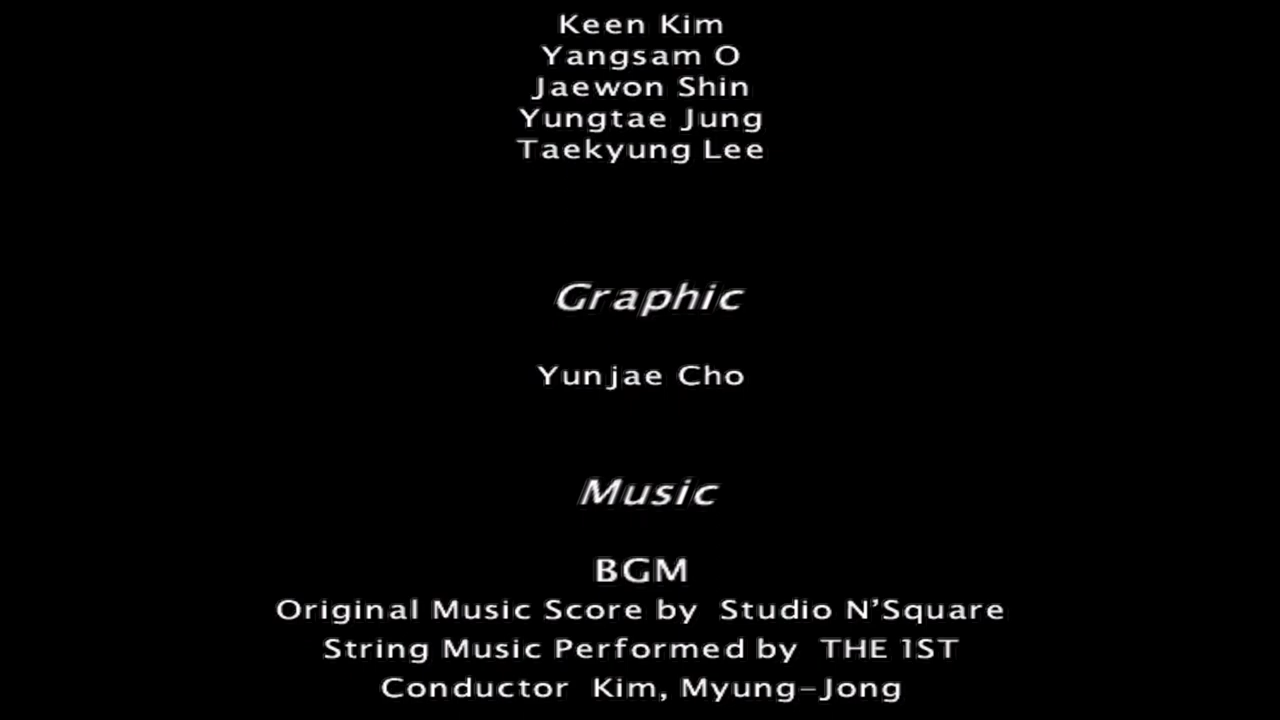 Keen Kim
Yangsam O
Jaewon Shin
Yungtae Jung
Taekyung Lee
Graphic
Yunjae Cho
Music
BGM
Original Music Score by Studio N'Square
String Music Performed by THE 1ST
Conductor Kim, Myung-Jong